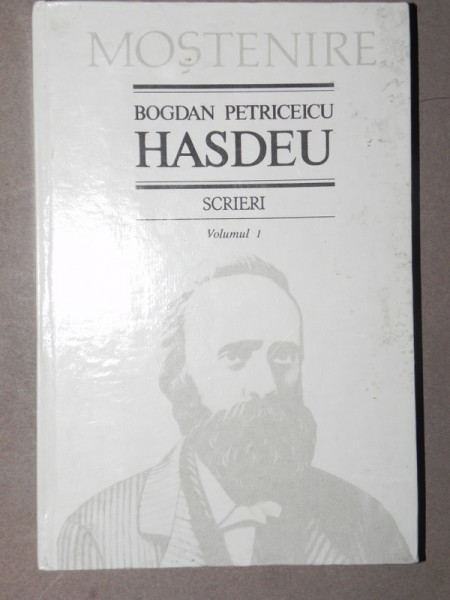 MOȘTENIRE
BOGDAN PETRICEICU
HASDEU
SCRIERI
Volumul 1